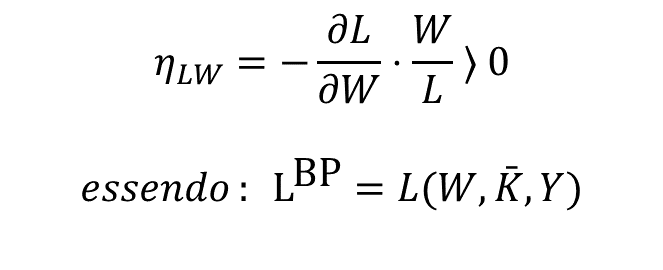 η_LW = − ∂L/∂W · W/L ⟩ 0
essendo: L^BP = L(W, K̄, Y)